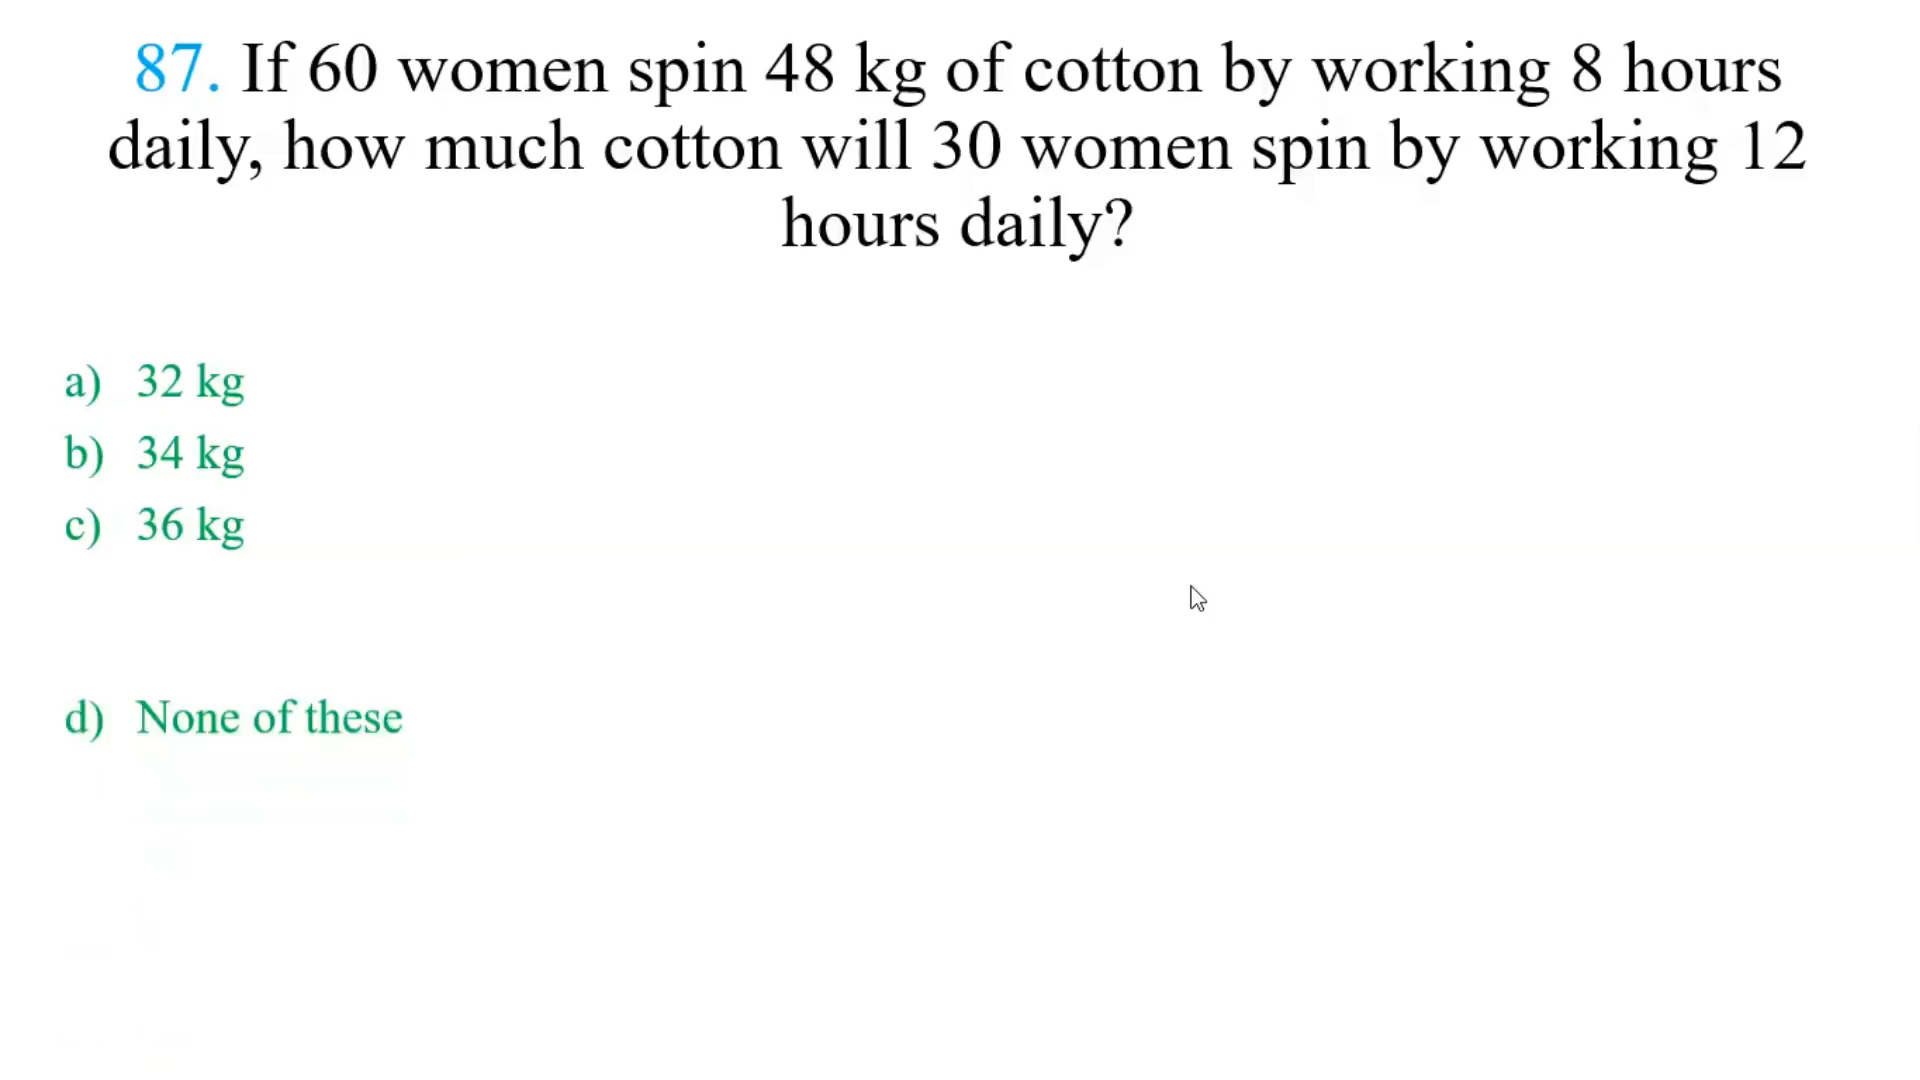 87. If 60 women spin 48 kg of cotton by working 8 hours
daily, how much cotton will 30 women spin by working 12
hours daily?
a) 32 kg
b) 34 kg
c) 36 kg
d) None of these